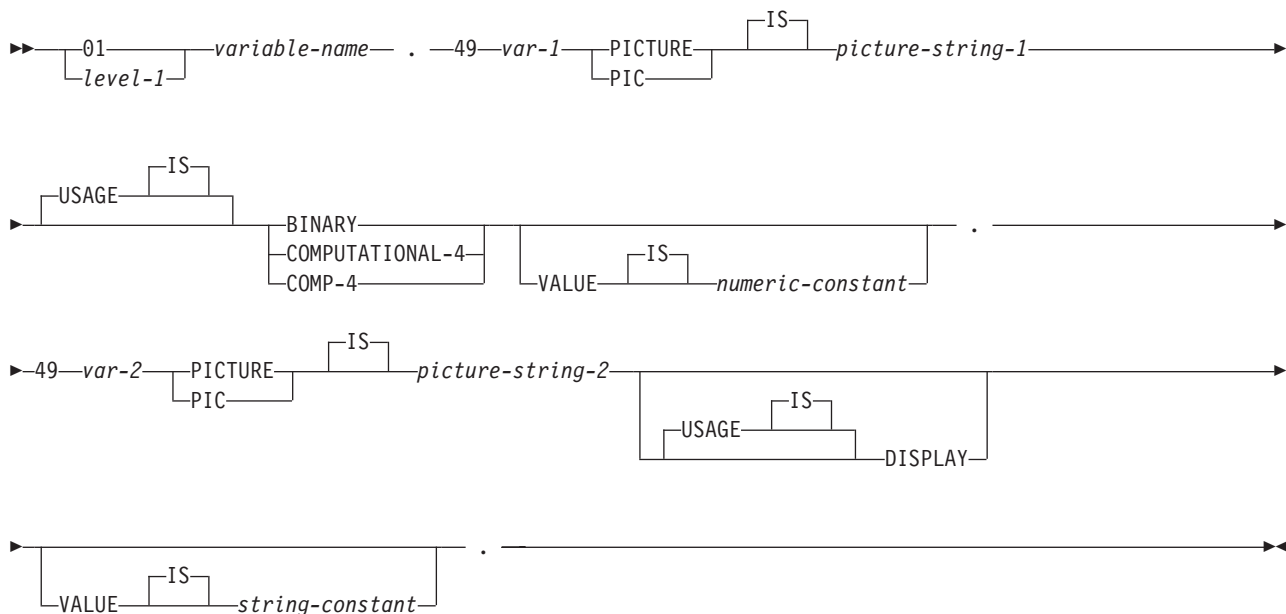 IS
01 variable-name . 49 var-1 PICTURE picture-string-1
level-1 PIC
IS
USAGE
BINARY .
COMPUTATIONAL-4 IS
COMP-4 VALUE numeric-constant
IS
49 var-2 PICTURE picture-string-2
PIC IS
USAGE
DISPLAY
.
IS
VALUE string-constant